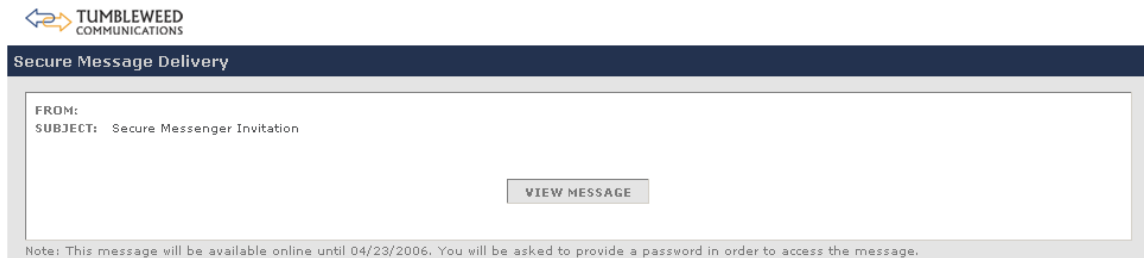 TUMBLEWEED
COMMUNICATIONS
Secure Message Delivery
FROM:
SUBJECT: Secure Messenger Invitation
VIEW MESSAGE
Note: This message will be available online until 04/23/2006. You will be asked to provide a password in order to access the message.